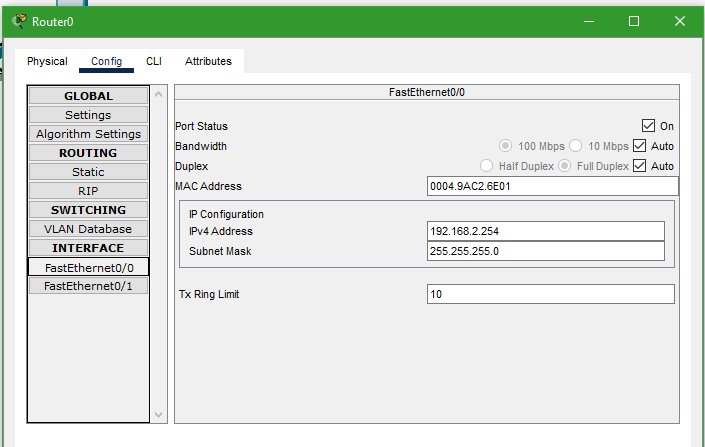 Router0
Physical Config CLI Attributes
GLOBAL
Settings
Algorithm Settings
ROUTING
Static
RIP
SWITCHING
VLAN Database
INTERFACE
FastEthernet0/0
FastEthernet0/1
FastEthernet0/0
Port Status On
Bandwidth 100 Mbps 10 Mbps Auto
Duplex Half Duplex Full Duplex Auto
MAC Address 0004.9AC2.6E01
IP Configuration
IPv4 Address 192.168.2.254
Subnet Mask 255.255.255.0
Tx Ring Limit 10